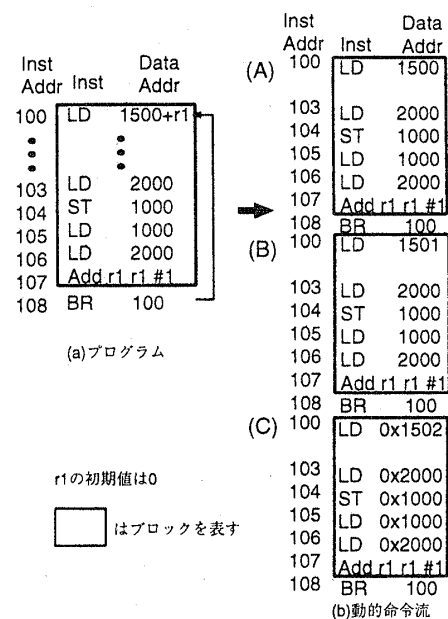 Inst Data
Addr Inst Addr
100 LD 1500+r1
103 LD 2000
104 ST 1000
105 LD 1000
106 LD 2000
107 Add r1 r1 #1
108 BR 100
(a)プログラム
r1の初期値は0
はブロックを表す
Inst Data
Addr Inst Addr
(A) 100 LD 1500
103 LD 2000
104 ST 1000
105 LD 1000
106 LD 2000
107 Add r1 r1 #1
108 BR 100
(B) 100 LD 1501
103 LD 2000
104 ST 1000
105 LD 1000
106 LD 2000
107 Add r1 r1 #1
108 BR 100
(C) 100 LD 0x1502
103 LD 0x2000
104 ST 0x1000
105 LD 0x1000
106 LD 0x2000
107 Add r1 r1 #1
108 BR 100
(b)動的命令流